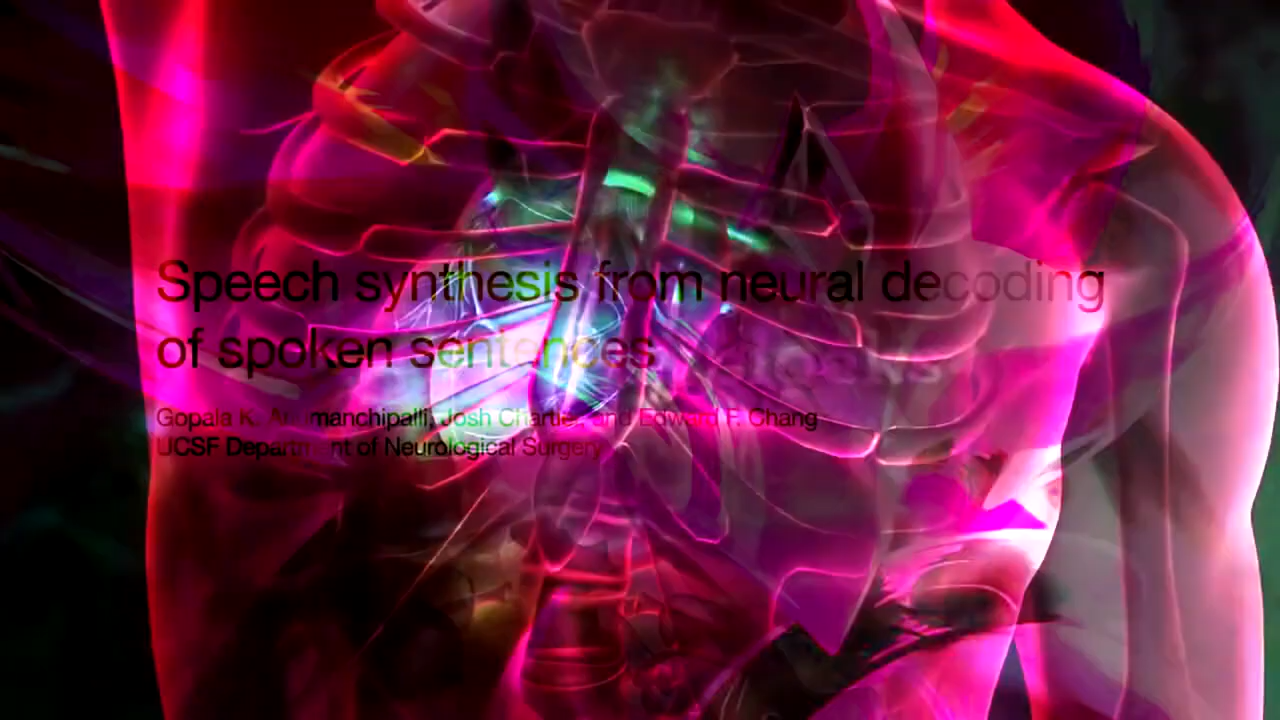 Speech synthesis from neural decoding
of spoken sentences
Gopala K. Anumanchipalli, Josh Chartier, and Edward F. Chang
UCSF Department of Neurological Surgery